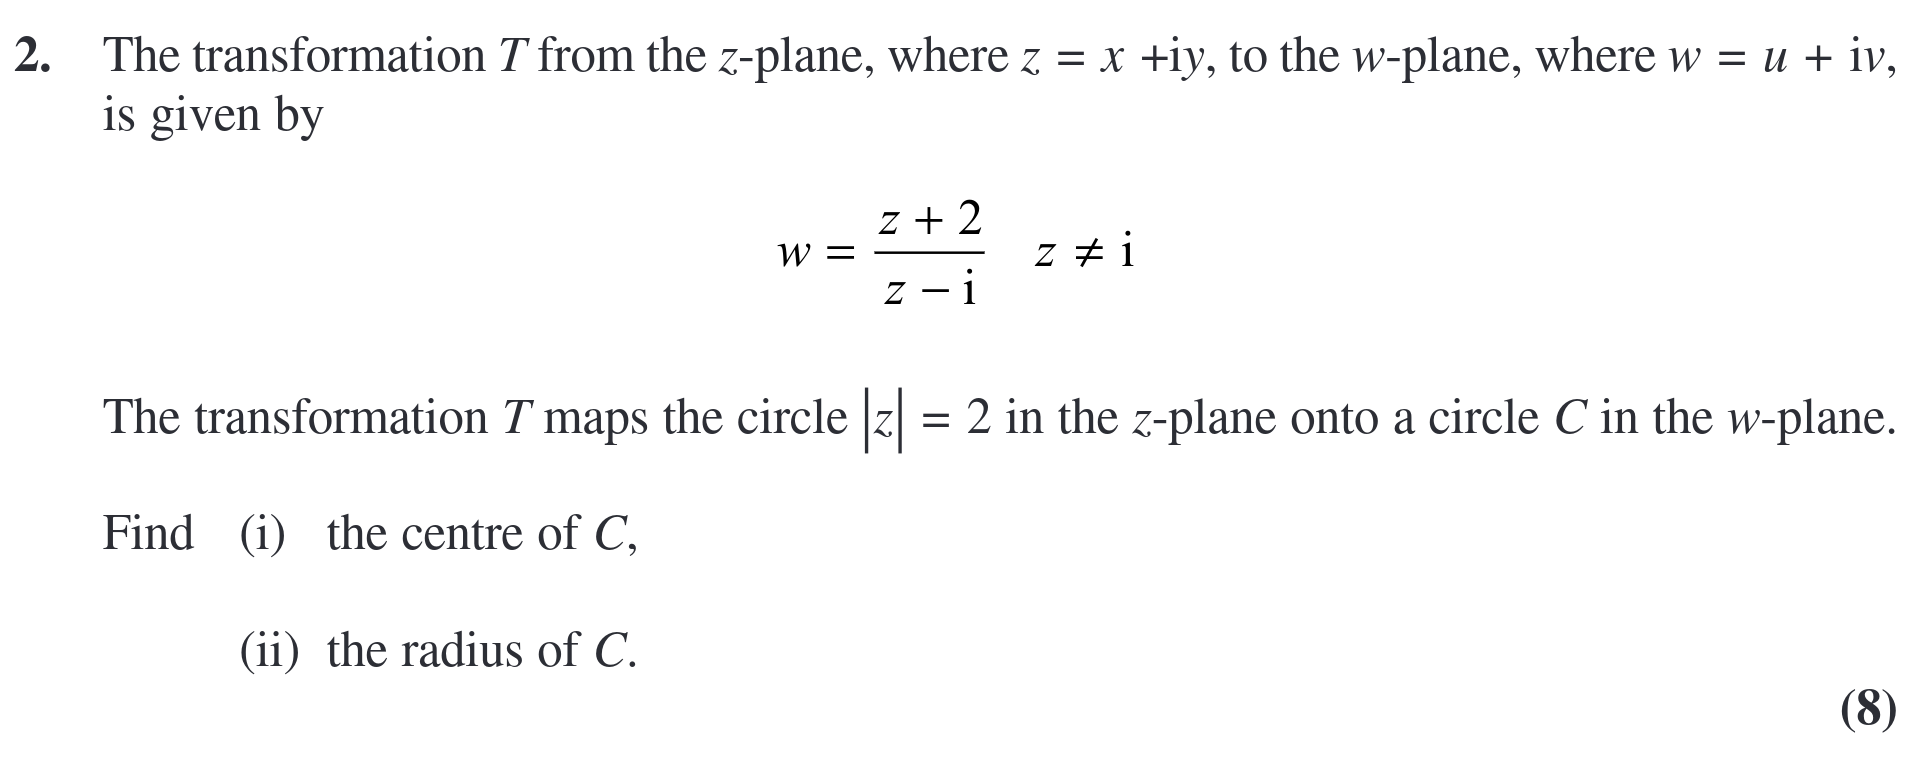 2. The transformation T from the z-plane, where z = x +iy, to the w-plane, where w = u + iv,
is given by
w = \frac{z + 2}{z − i} z ≠ i
The transformation T maps the circle |z| = 2 in the z-plane onto a circle C in the w-plane.
Find (i) the centre of C,
(ii) the radius of C.
(8)